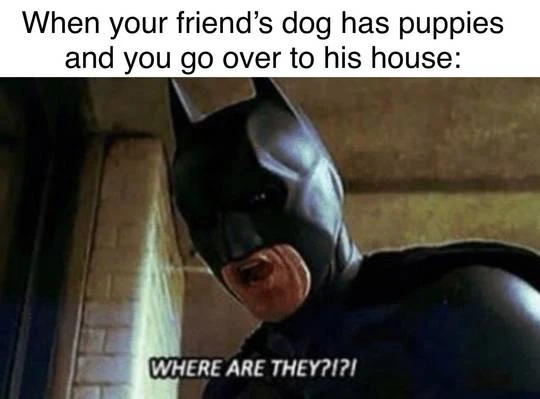 When your friend’s dog has puppies
and you go over to his house:
WHERE ARE THEY?!?!